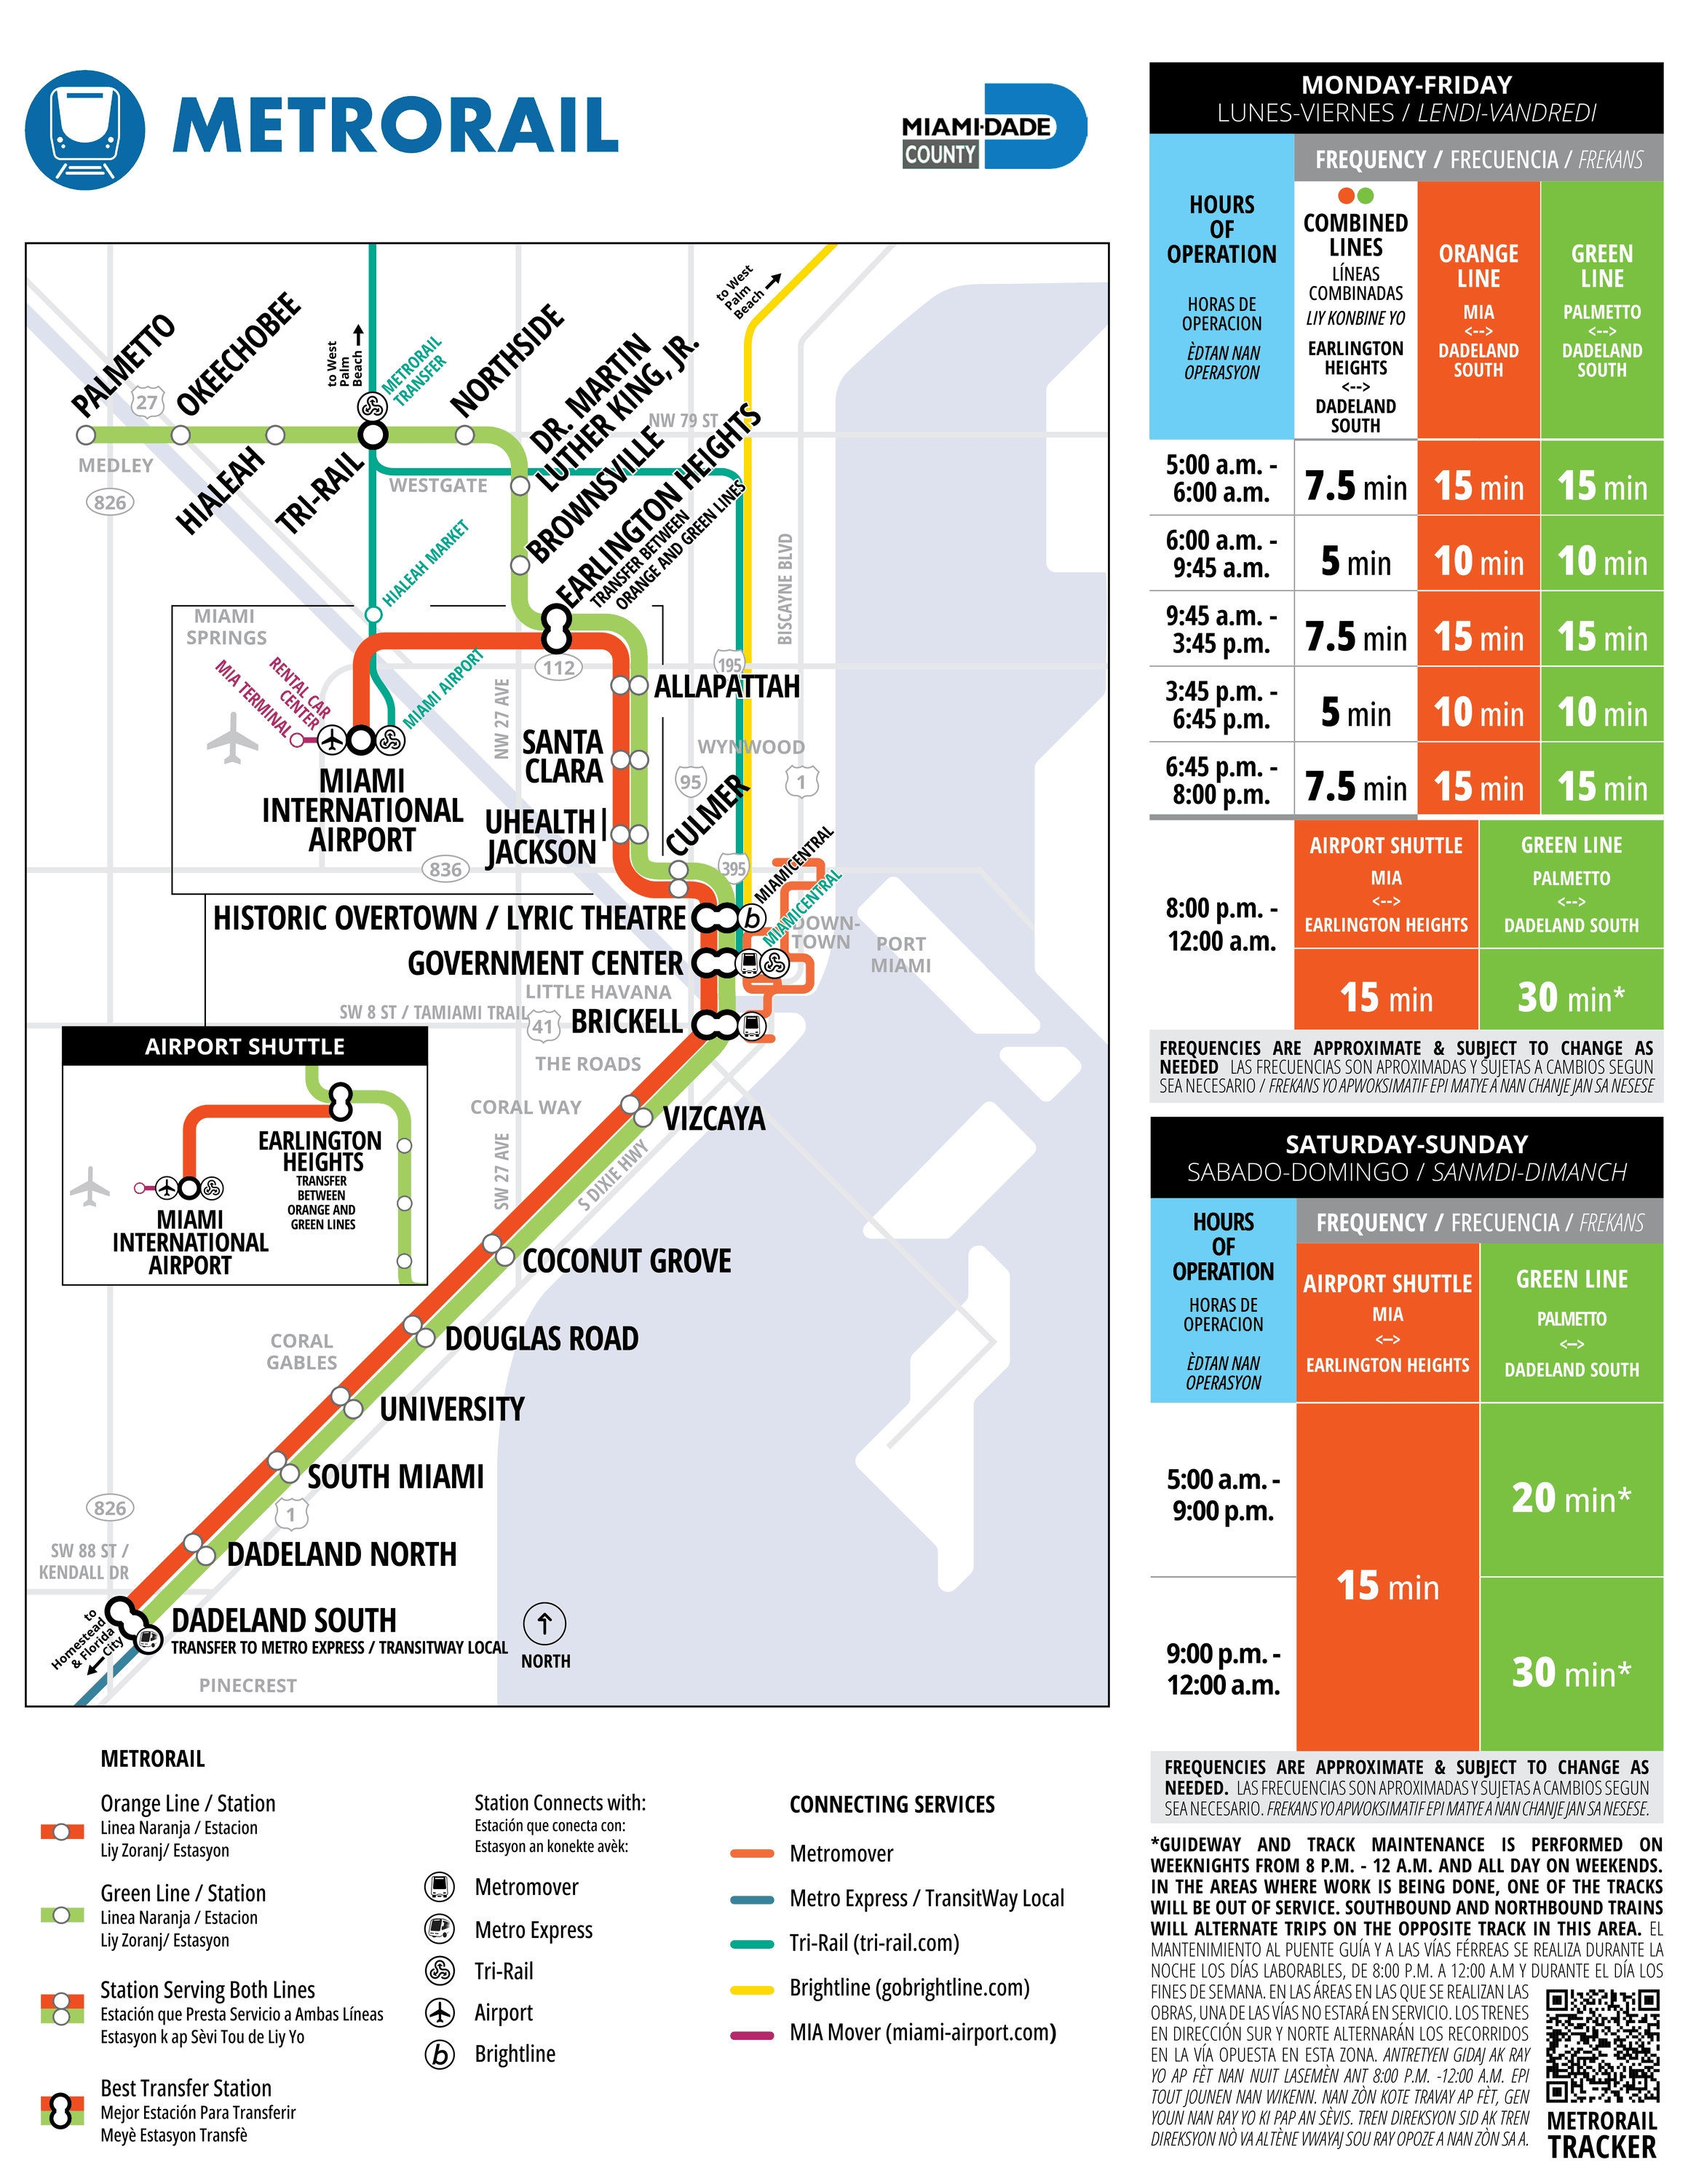 METRORAIL
MIAMI-DADE
COUNTY
to West
Palm
Beach
to West
Palm
Beach
METRORAIL
TRANSFER
PALMETTO
27
OKEECHOBEE
NORTHSIDE
DR. MARTIN
LUTHER KING, JR.
NW 79 ST
MEDLEY
826
HIALEAH
TRI-RAIL
WESTGATE
BROWNSVILLE
EARLINGTON HEIGHTS
TRANSFER BETWEEN
ORANGE AND GREEN LINES
HIALEAH MARKET
BISCAYNE BLVD
MIAMI
SPRINGS
RENTAL CAR
CENTER
MIA TERMINAL
MIAMI AIRPORT
112
195
NW 27 AVE
ALLAPATTAH
SANTA
CLARA
WYNWOOD
95
1
MIAMI
INTERNATIONAL
AIRPORT
UHEALTH
JACKSON
CULMER
836
395
MIAMICENTRAL
MIAMICENTRAL
HISTORIC OVERTOWN / LYRIC THEATRE
b
DOWN-
TOWN
GOVERNMENT CENTER
PORT
MIAMI
LITTLE HAVANA
SW 8 ST / TAMIAMI TRAIL
41
BRICKELL
THE ROADS
AIRPORT SHUTTLE
EARLINGTON
HEIGHTS
TRANSFER
BETWEEN
ORANGE AND
GREEN LINES
MIAMI
INTERNATIONAL
AIRPORT
CORAL WAY
VIZCAYA
SW 27 AVE
S DIXIE HWY
COCONUT GROVE
CORAL
GABLES
DOUGLAS ROAD
UNIVERSITY
SOUTH MIAMI
826
1
SW 88 ST /
KENDALL DR
DADELAND NORTH
DADELAND SOUTH
TRANSFER TO METRO EXPRESS / TRANSITWAY LOCAL
to
Homestead
& Florida
City
NORTH
PINECREST
METRORAIL
Orange Line / Station
Linea Naranja / Estacion
Liy Zoranj/ Estasyon
Green Line / Station
Linea Naranja / Estacion
Liy Zoranj/ Estasyon
Station Serving Both Lines
Estación que Presta Servicio a Ambas Líneas
Estasyon k ap Sèvi Tou de Liy Yo
Best Transfer Station
Mejor Estación Para Transferir
Meyè Estasyon Transfè
Station Connects with:
Estación que conecta con:
Estasyon an konekte avèk:
Metromover
Metro Express
Tri-Rail
Airport
b Brightline
CONNECTING SERVICES
Metromover
Metro Express / TransitWay Local
Tri-Rail (tri-rail.com)
Brightline (gobrightline.com)
MIA Mover (miami-airport.com)
MONDAY-FRIDAY
LUNES-VIERNES / LENDI-VANDREDI
HOURS
OF
OPERATION
HORAS DE
OPERACION
ÈDTAN NAN
OPERASYON
FREQUENCY / FRECUENCIA / FREKANS
COMBINED
LINES
LÍNEAS
COMBINADAS
LIY KONBINE YO
EARLINGTON
HEIGHTS
<-->
DADELAND
SOUTH
ORANGE
LINE
MIA
<-->
DADELAND
SOUTH
GREEN
LINE
PALMETTO
<-->
DADELAND
SOUTH
5:00 a.m. -
6:00 a.m.
7.5 min 15 min 15 min
6:00 a.m. -
9:45 a.m.
5 min 10 min 10 min
9:45 a.m. -
3:45 p.m.
7.5 min 15 min 15 min
3:45 p.m. -
6:45 p.m.
5 min 10 min 10 min
6:45 p.m. -
8:00 p.m.
7.5 min 15 min 15 min
8:00 p.m. -
12:00 a.m.
AIRPORT SHUTTLE
MIA
<-->
EARLINGTON HEIGHTS
15 min
GREEN LINE
PALMETTO
<-->
DADELAND SOUTH
30 min*
FREQUENCIES ARE APPROXIMATE & SUBJECT TO CHANGE AS
NEEDED LAS FRECUENCIAS SON APROXIMADAS Y SUJETAS A CAMBIOS SEGUN
SEA NECESARIO / FREKANS YO APWOKSIMATIF EPI MATYE A NAN CHANJE JAN SA NESESE
SATURDAY-SUNDAY
SABADO-DOMINGO / SANMDI-DIMANCH
HOURS
OF
OPERATION
HORAS DE
OPERACION
ÈDTAN NAN
OPERASYON
FREQUENCY / FRECUENCIA / FREKANS
AIRPORT SHUTTLE
MIA
<-->
EARLINGTON HEIGHTS
GREEN LINE
PALMETTO
<-->
DADELAND SOUTH
5:00 a.m. -
9:00 p.m.
20 min*
15 min
9:00 p.m. -
12:00 a.m.
30 min*
FREQUENCIES ARE APPROXIMATE & SUBJECT TO CHANGE AS
NEEDED. LAS FRECUENCIAS SON APROXIMADAS Y SUJETAS A CAMBIOS SEGUN
SEA NECESARIO. FREKANS YO APWOKSIMATIF EPI MATYE A NAN CHANJE JAN SA NESESE.
*GUIDEWAY AND TRACK MAINTENANCE IS PERFORMED ON
WEEKNIGHTS FROM 8 P.M. - 12 A.M. AND ALL DAY ON WEEKENDS.
IN THE AREAS WHERE WORK IS BEING DONE, ONE OF THE TRACKS
WILL BE OUT OF SERVICE. SOUTHBOUND AND NORTHBOUND TRAINS
WILL ALTERNATE TRIPS ON THE OPPOSITE TRACK IN THIS AREA. EL
MANTENIMIENTO AL PUENTE GUÍA Y A LAS VÍAS FÉRREAS SE REALIZA DURANTE LA
NOCHE LOS DÍAS LABORABLES, DE 8:00 P.M. A 12:00 A.M Y DURANTE EL DÍA LOS
FINES DE SEMANA. EN LAS ÁREAS EN LAS QUE SE REALIZAN LAS
OBRAS, UNA DE LAS VÍAS NO ESTARÁ EN SERVICIO. LOS TRENES
EN DIRECCIÓN SUR Y NORTE ALTERNARÁN LOS RECORRIDOS
EN LA VÍA OPUESTA EN ESTA ZONA. ANTRETYEN GIDAJ AK RAY
YO AP FÈT NAN NUIT LASEMÈN ANT 8:00 P.M. -12:00 A.M. EPI
TOUT JOUNEN NAN WIKENN. NAN ZÒN KOTE TRAVAY AP FÈT, GEN
YOUN NAN RAY YO KI PAP AN SÈVIS. TREN DIREKSYON SID AK TREN
DIREKSYON NÒ VA ALTÈNE VWAYAJ SOU RAY OPOZE A NAN ZÒN SA A.
METRORAIL
TRACKER